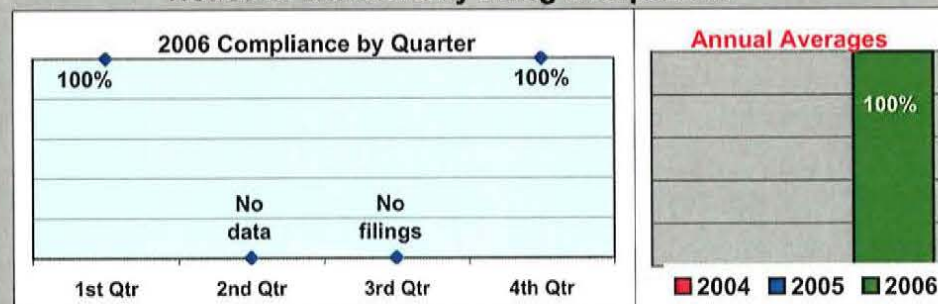 2006 Compliance by Quarter
100%
100%
No
data
No
filings
1st Qtr
2nd Qtr
3rd Qtr
4th Qtr
Annual Averages
100%
2004
2005
2006